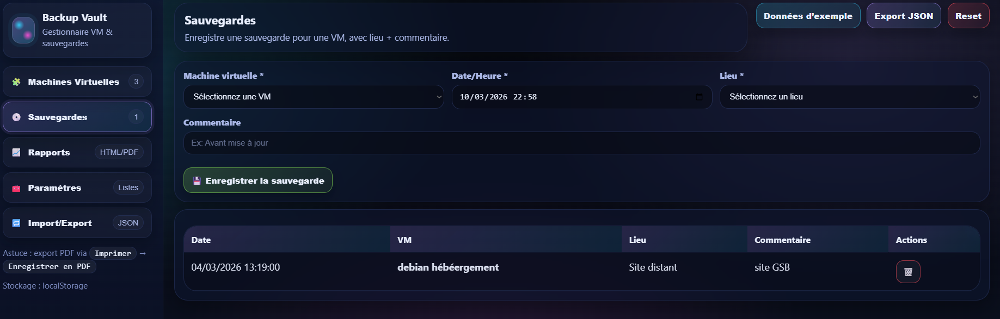 Backup Vault
Gestionnaire VM &
sauvegardes
Machines Virtuelles 3
Sauvegardes 1
Rapports HTML/PDF
Paramètres Listes
Import/Export JSON
Astuce : export PDF via Imprimer →
Enregistrer en PDF
Stockage : localStorage
Sauvegardes
Enregistre une sauvegarde pour une VM, avec lieu + commentaire.
Données d’exemple Export JSON Reset
Machine virtuelle * Date/Heure * Lieu *
Sélectionnez une VM 10/03/2026 22:58 Sélectionnez un lieu
Commentaire
Ex: Avant mise à jour
Enregistrer la sauvegarde
Date VM Lieu Commentaire Actions
04/03/2026 13:19:00 debian hébéergement Site distant site GSB